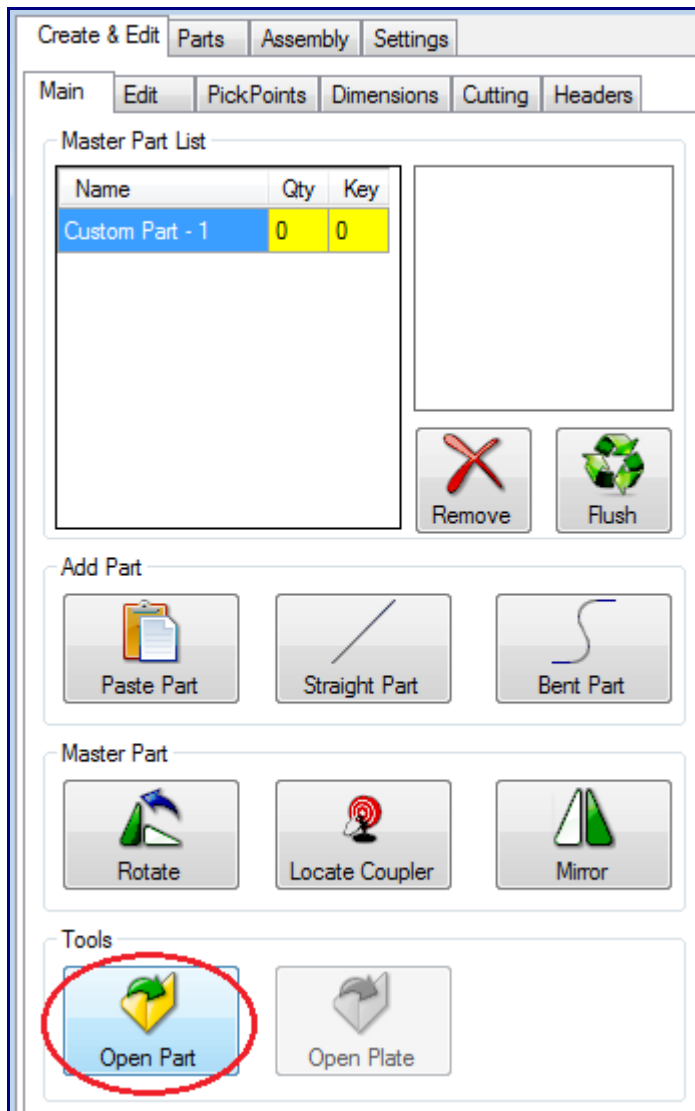 Create & Edit Parts Assembly Settings
Main Edit PickPoints Dimensions Cutting Headers
Master Part List
Name Qty Key
Custom Part - 1 0 0
Remove Flush
Add Part
Paste Part Straight Part Bent Part
Master Part
Rotate Locate Coupler Mirror
Tools
Open Part Open Plate